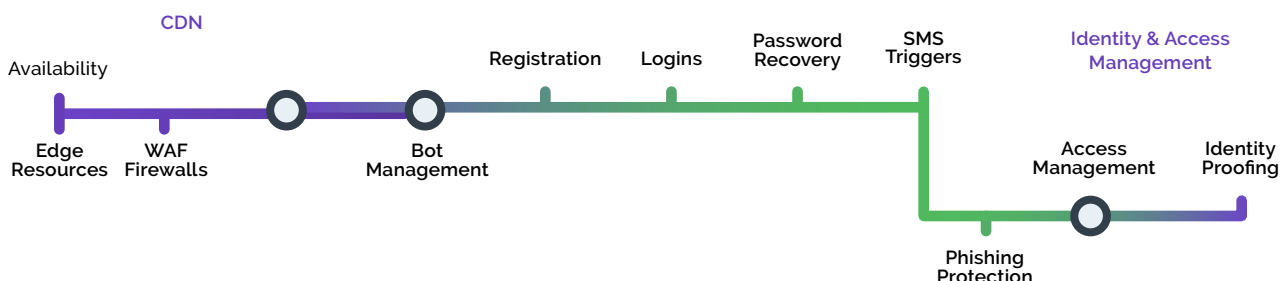 CDN
Availability
Edge
Resources
WAF
Firewalls
Bot
Management
Registration
Logins
Password
Recovery
SMS
Triggers
Identity & Access
Management
Phishing
Protection
Access
Management
Identity
Proofing